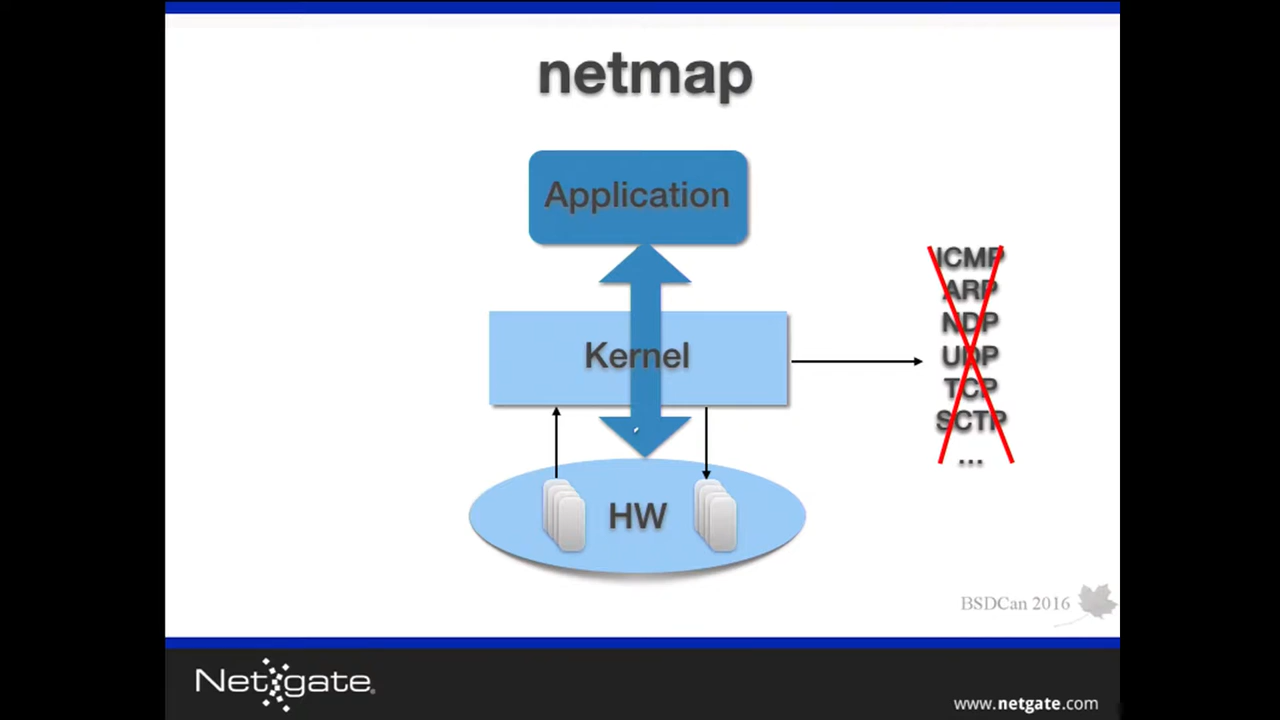 netmap
Application
Kernel
HW
ICMP
ARP
NDP
UDP
TCP
SCTP
...
BSDCan 2016
Netgate®
www.netgate.com